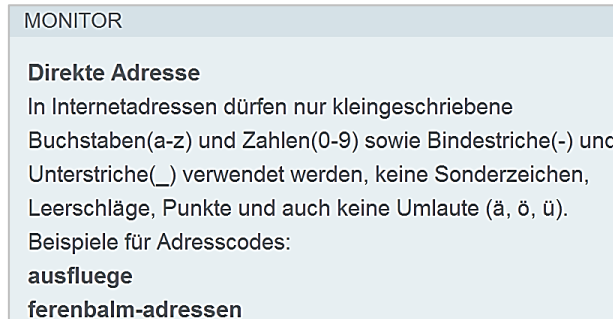 MONITOR
Direkte Adresse
In Internetadressen dürfen nur kleingeschriebene
Buchstaben(a-z) und Zahlen(0-9) sowie Bindestriche(-) und
Unterstriche(_) verwendet werden, keine Sonderzeichen,
Leerschläge, Punkte und auch keine Umlaute (ä, ö, ü).
Beispiele für Adresscodes:
ausfluege
ferenbalm-adressen